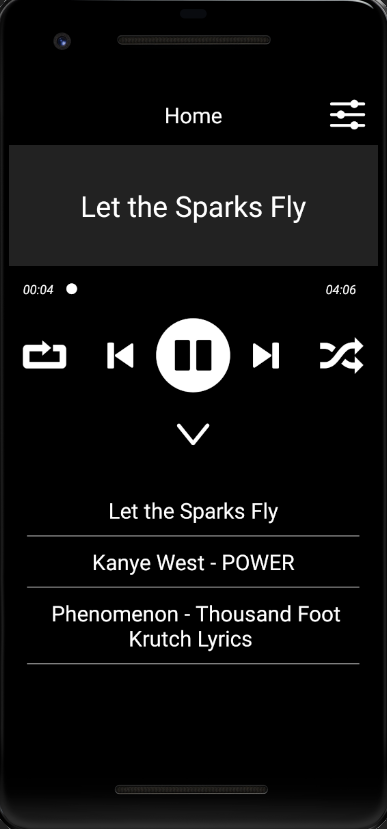 Home
Let the Sparks Fly
00:04
04:06
Let the Sparks Fly
Kanye West - POWER
Phenomenon - Thousand Foot
Krutch Lyrics